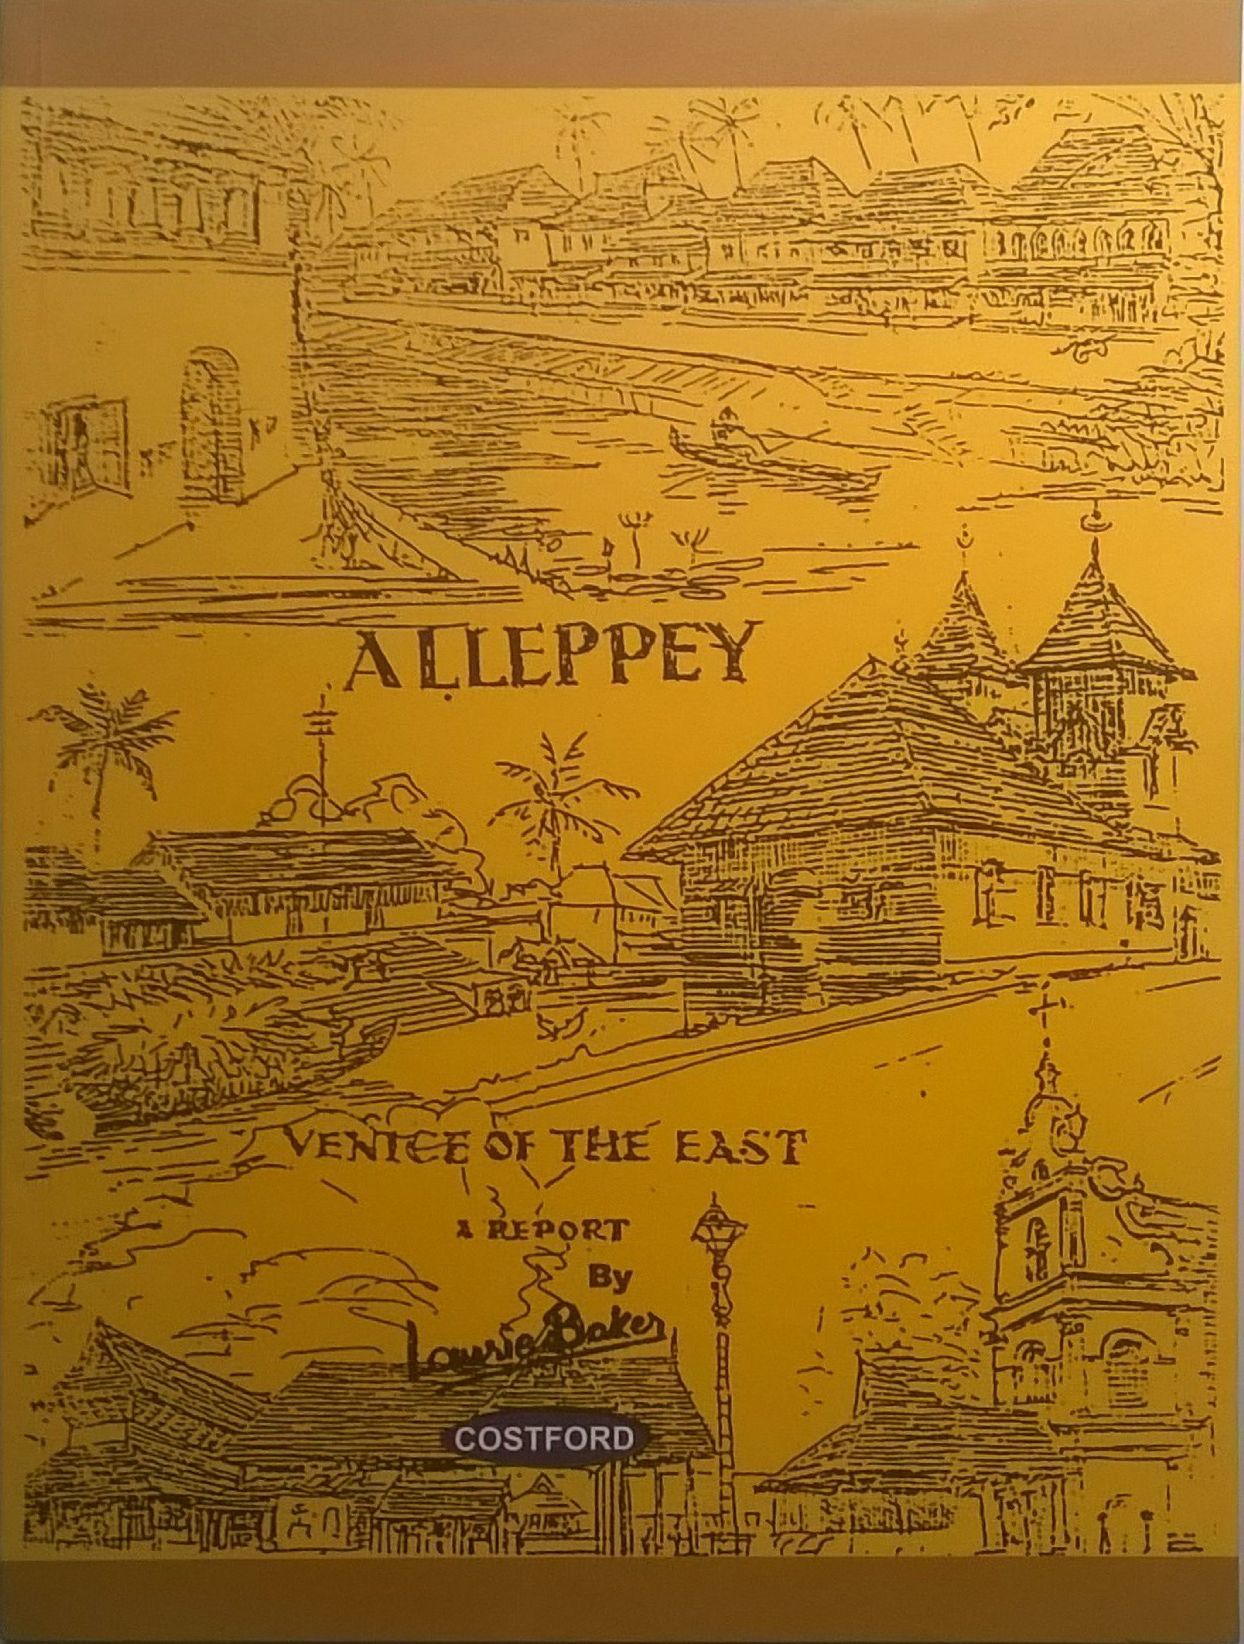 ALLEPPEY
VENICE OF THE EAST
A REPORT
By
Laurie Baker
COSTFORD